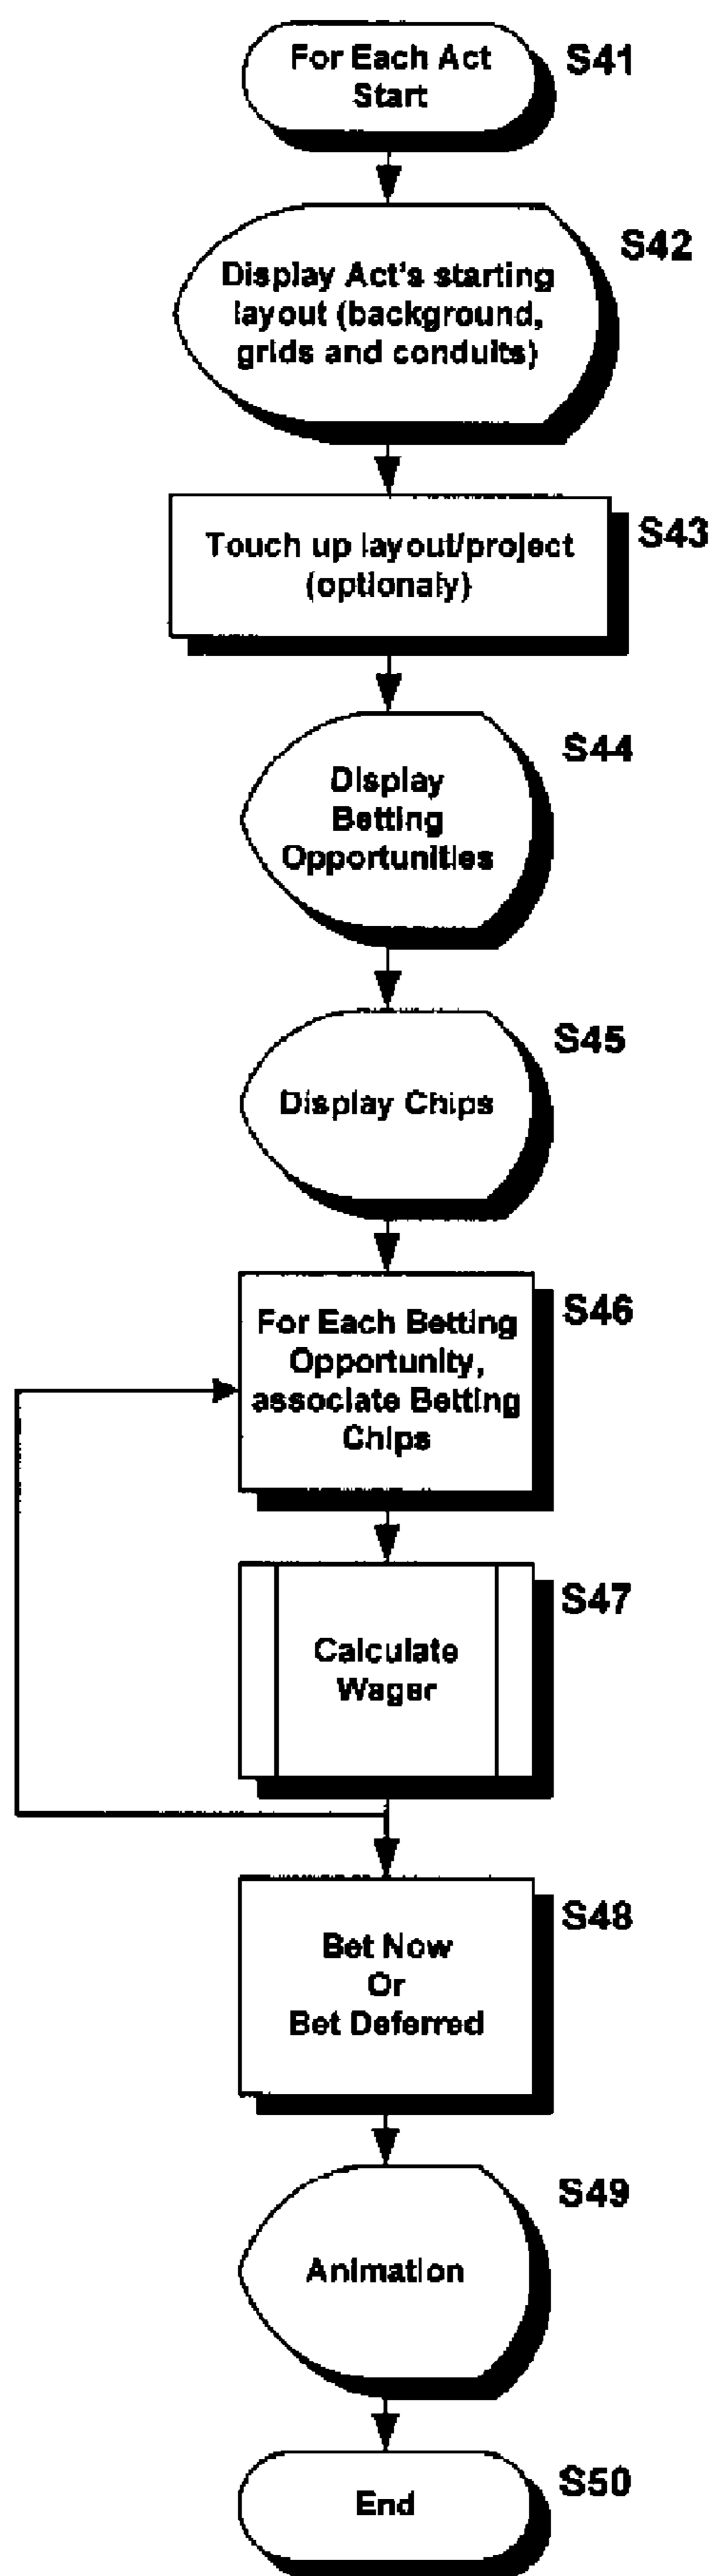 For Each Act
Start
S41
Display Act's starting
layout (background,
grids and conduits)
S42
Touch up layout/project
(optionaly)
S43
Display
Betting
Opportunities
S44
Display Chips
S45
For Each Betting
Opportunity,
associate Betting
Chips
S46
Calculate
Wager
S47
Bet Now
Or
Bet Deferred
S48
Animation
S49
End
S50